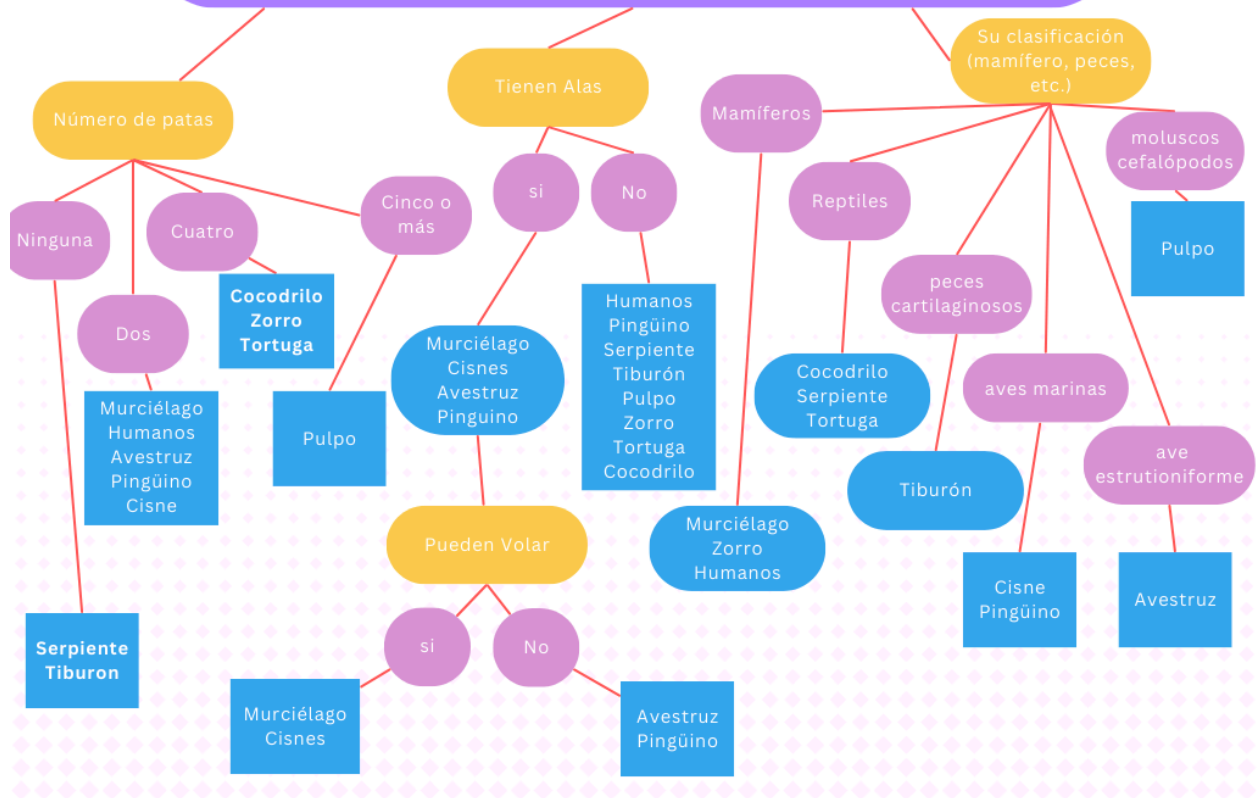 Número de patas
Ninguna
Serpiente
Tiburon
Dos
Murciélago
Humanos
Avestruz
Pingüino
Cisne
Cuatro
Cocodrilo
Zorro
Tortuga
Cinco o
más
Pulpo
Tienen Alas
si
Murciélago
Cisnes
Avestruz
Pinguino
No
Humanos
Pingüino
Serpiente
Tiburón
Pulpo
Zorro
Tortuga
Cocodrilo
Pueden Volar
si
Murciélago
Cisnes
No
Avestruz
Pingüino
Su clasificación
(mamífero, peces,
etc.)
Mamíferos
Murciélago
Zorro
Humanos
Reptiles
Cocodrilo
Serpiente
Tortuga
peces
cartilaginosos
Tiburón
aves marinas
Cisne
Pingüino
ave
estrutioniforme
Avestruz
moluscos
cefalópodos
Pulpo